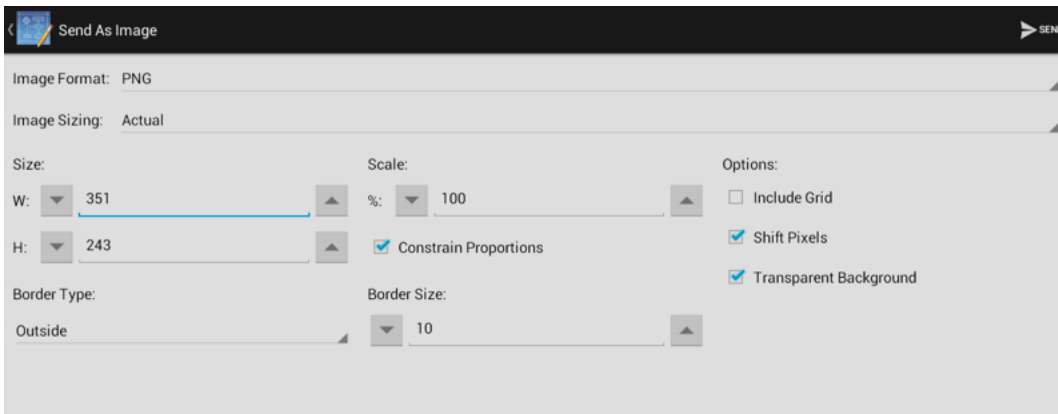 Send As Image
SEN
Image Format: PNG
Image Sizing: Actual
Size:
Scale:
Options:
W: 351
%: 100
Include Grid
H: 243
Constrain Proportions
Shift Pixels
Transparent Background
Border Type:
Border Size:
Outside
10